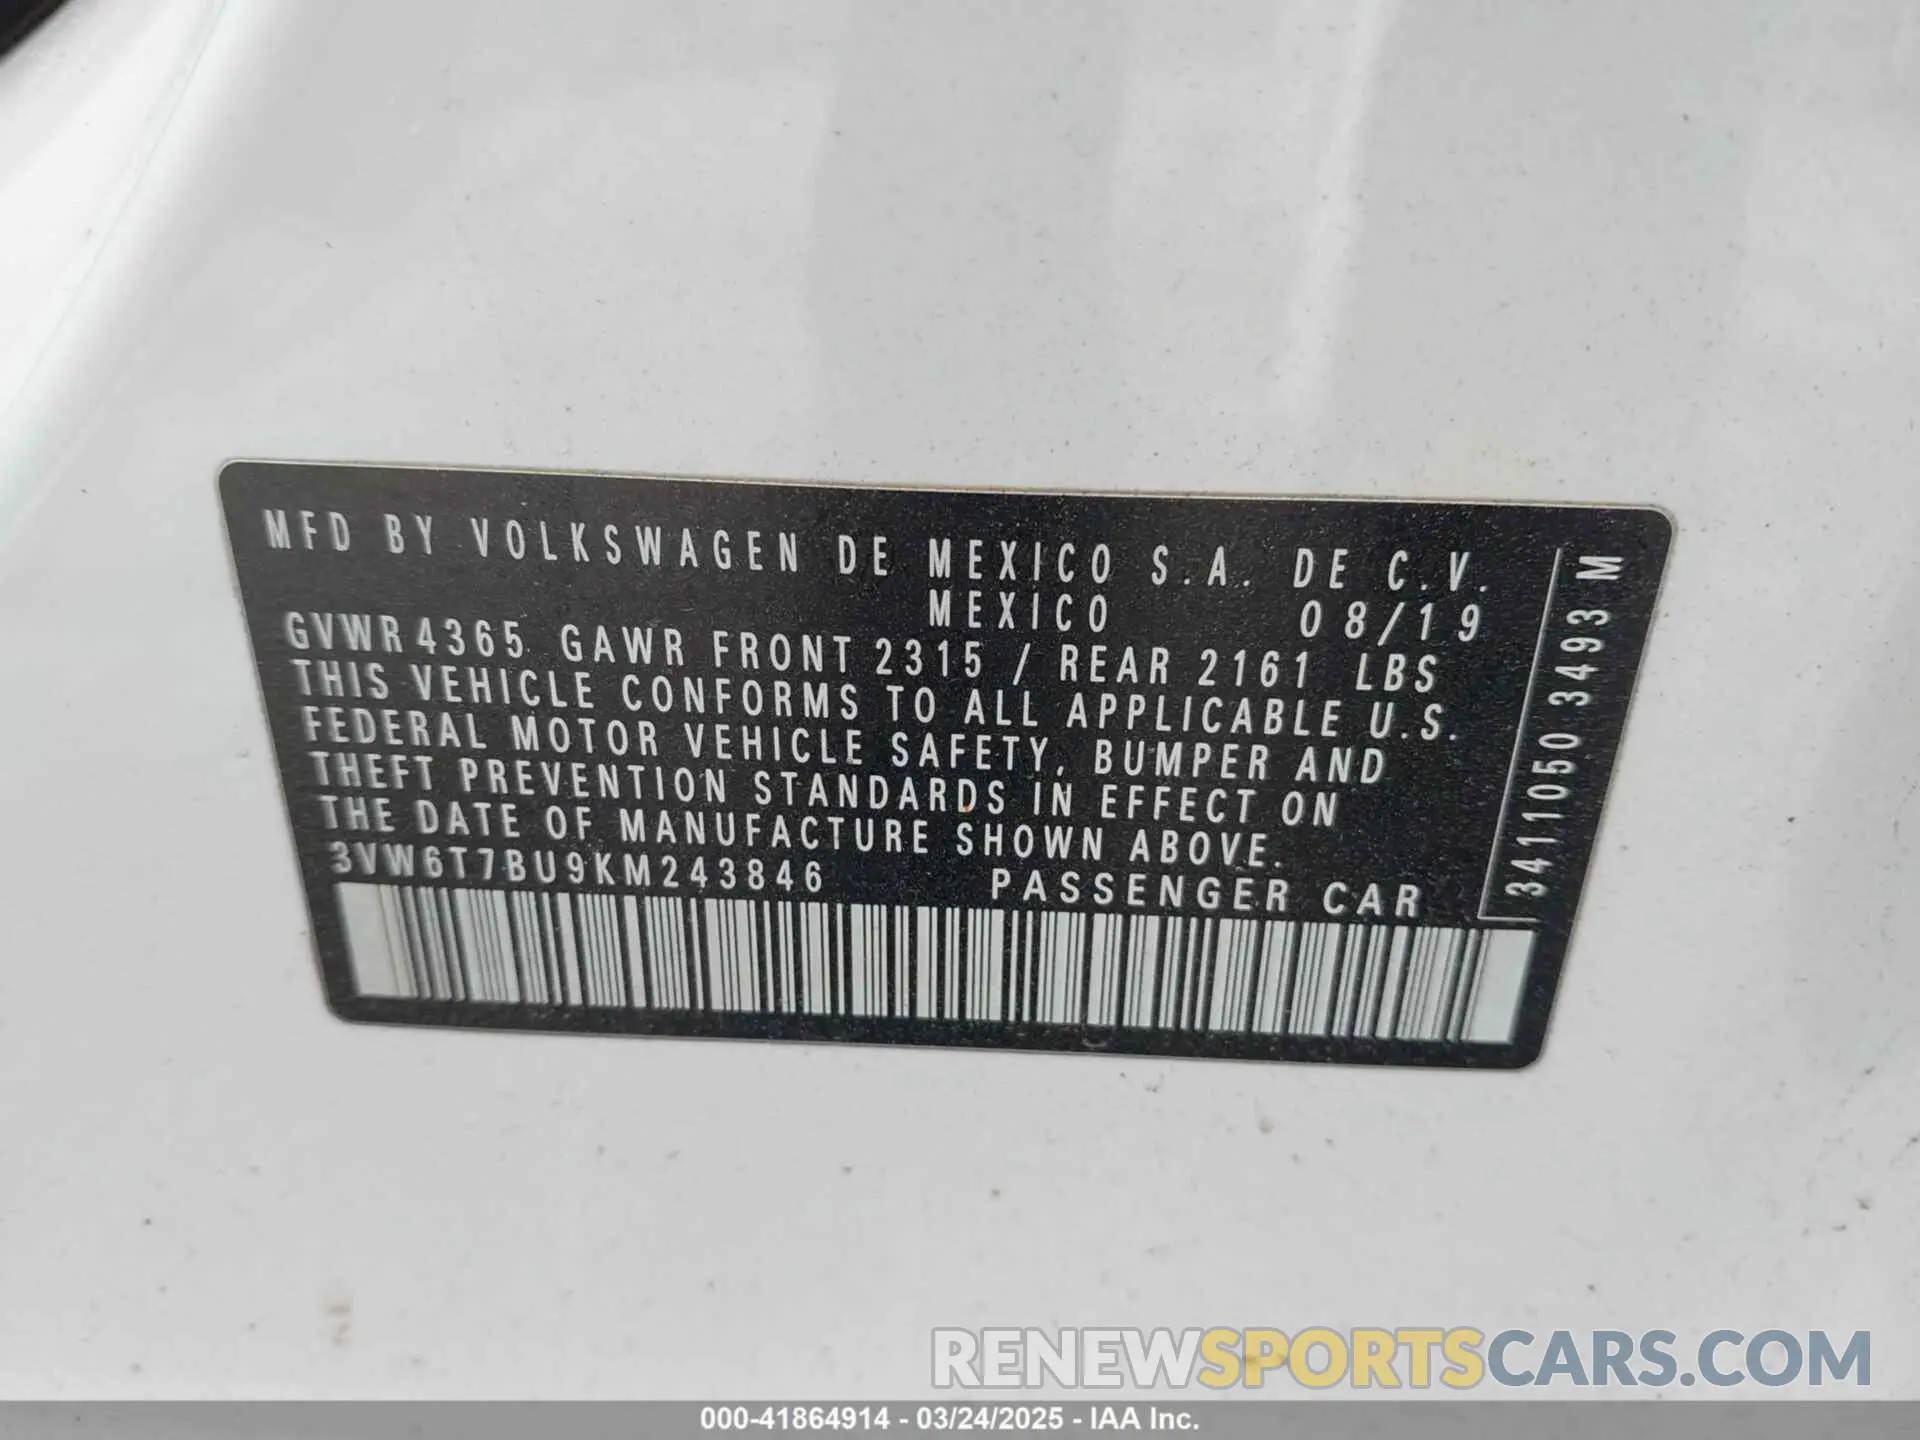 MFD BY VOLKSWAGEN DE MEXICO S.A. DE C.V.
MEXICO 08/19
GVWR 4365 GAWR FRONT 2315 / REAR 2161 LBS
THIS VEHICLE CONFORMS TO ALL APPLICABLE U.S.
FEDERAL MOTOR VEHICLE SAFETY, BUMPER AND
THEFT PREVENTION STANDARDS IN EFFECT ON
THE DATE OF MANUFACTURE SHOWN ABOVE.
3VW6T7BU9KM243846 PASSENGER CAR
3411050 3493 M
RENEWSPORTSCARS.COM
000-41864914 - 03/24/2025 - IAA Inc.